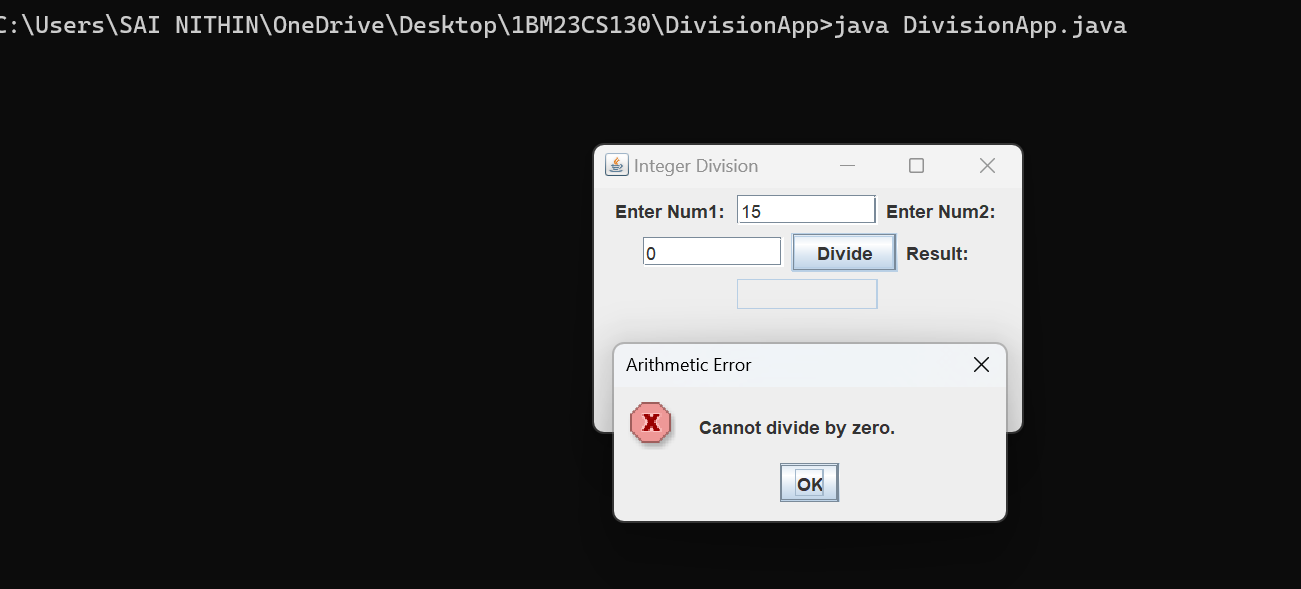 C:\Users\SAI NITHIN\OneDrive\Desktop\1BM23CS130\DivisionApp>java DivisionApp.java
Integer Division
Enter Num1: 15 Enter Num2:
0 Divide Result:
Arithmetic Error
Cannot divide by zero.
OK